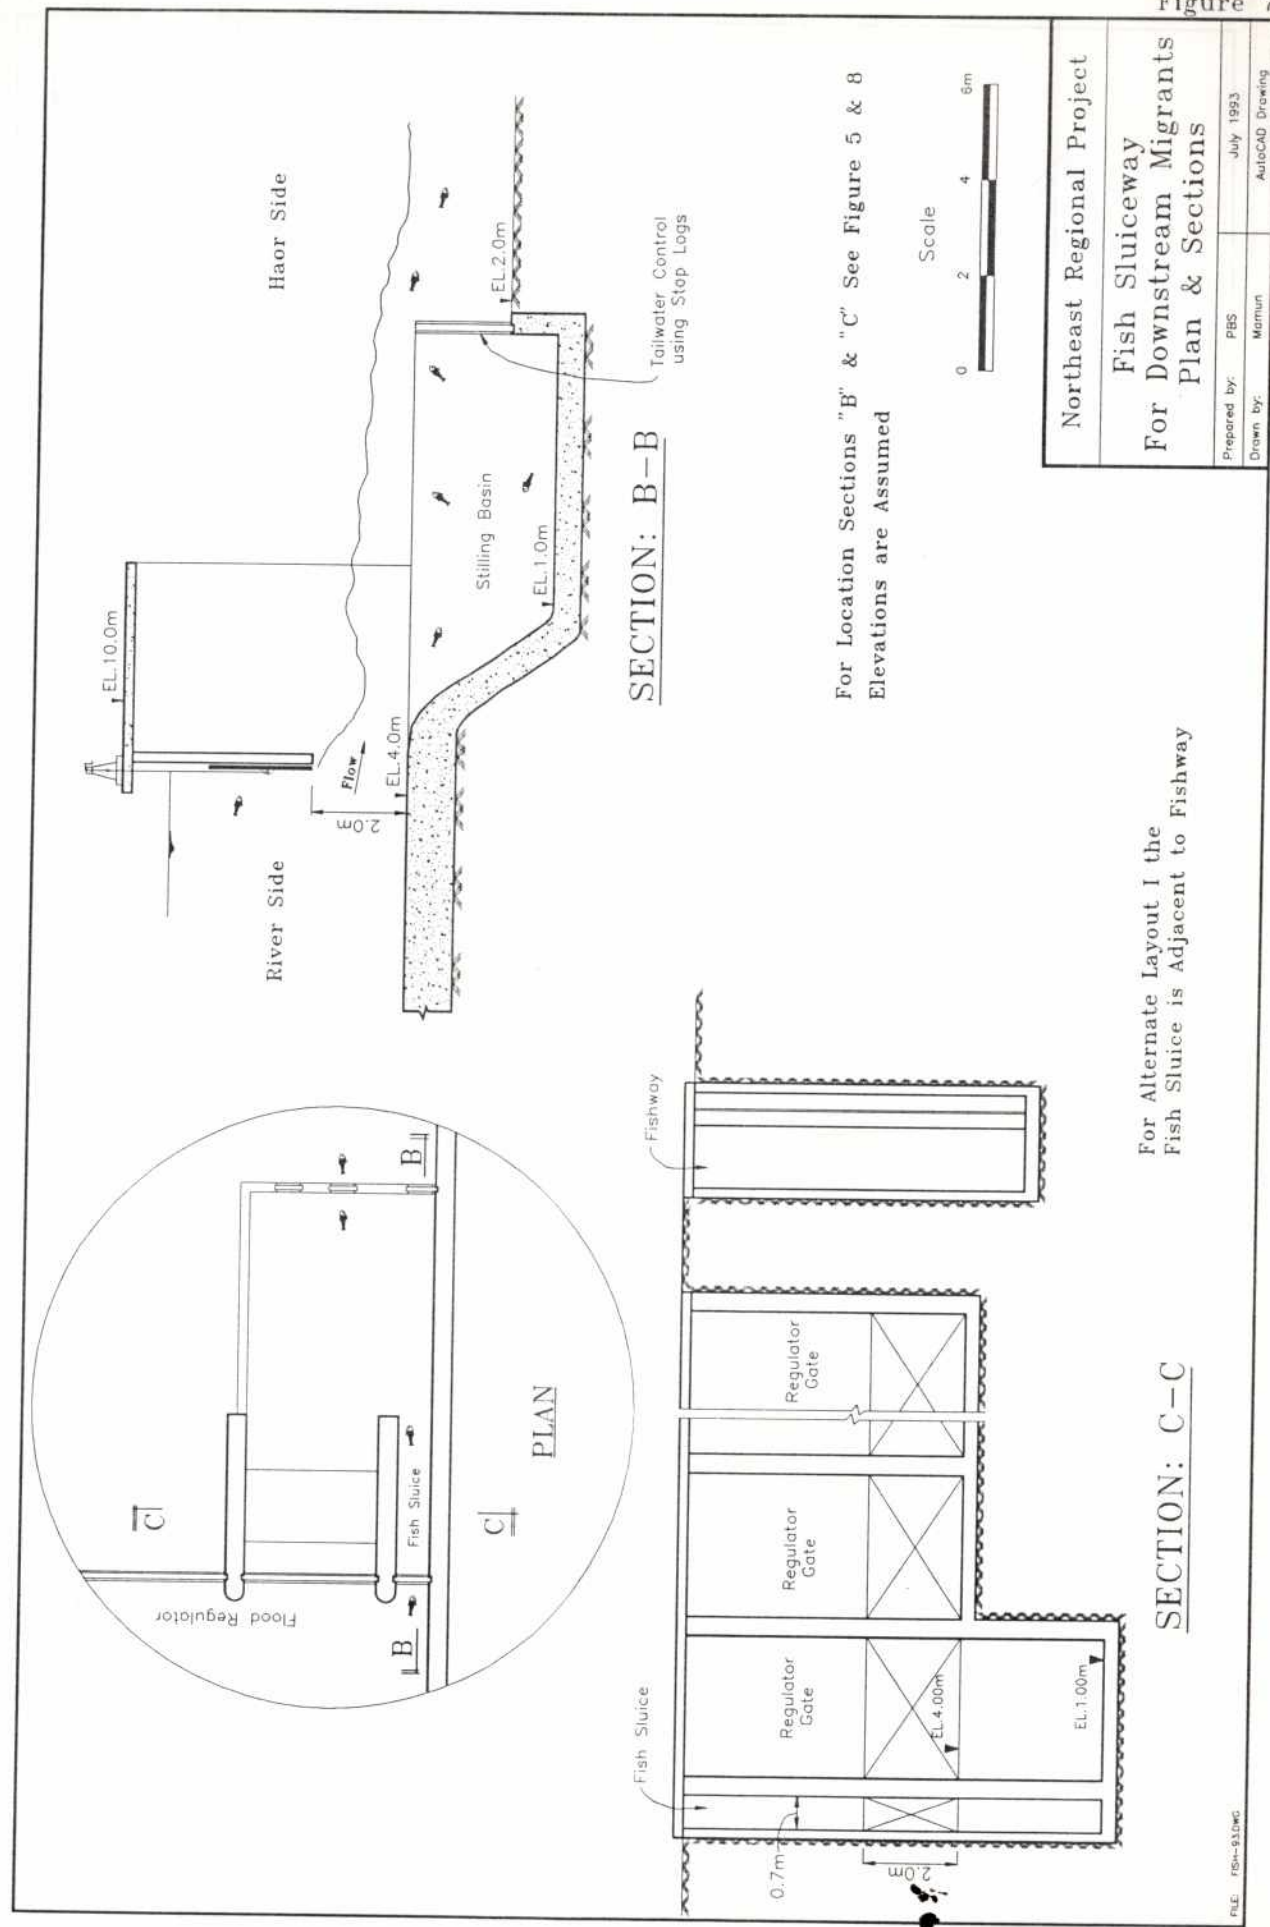 Figure
Haor Side
River Side
EL.10.0m
EL.4.0m
2.0m
Flow
Stilling Basin
EL.1.0m
EL.2.0m
Tailwater Control
using Stop Logs
SECTION: B-B
For Location Sections "B" & "C" See Figure 5 & 8
Elevations are Assumed
Scale
0 2 4 6m
Flood Regulator
Fish Sluice
B
B
C
C
PLAN
Fish Sluice
0.7m
2.0m
Regulator
Gate
Regulator
Gate
Regulator
Gate
EL.4.00m
EL.1.00m
Fishway
SECTION: C-C
For Alternate Layout I the
Fish Sluice is Adjacent to Fishway
Northeast Regional Project
Fish Sluiceway
For Downstream Migrants
Plan & Sections
Prepared by: PBS July 1993
Drawn by: Mamun AutoCAD Drawing
FILE: FISH-93.DWG